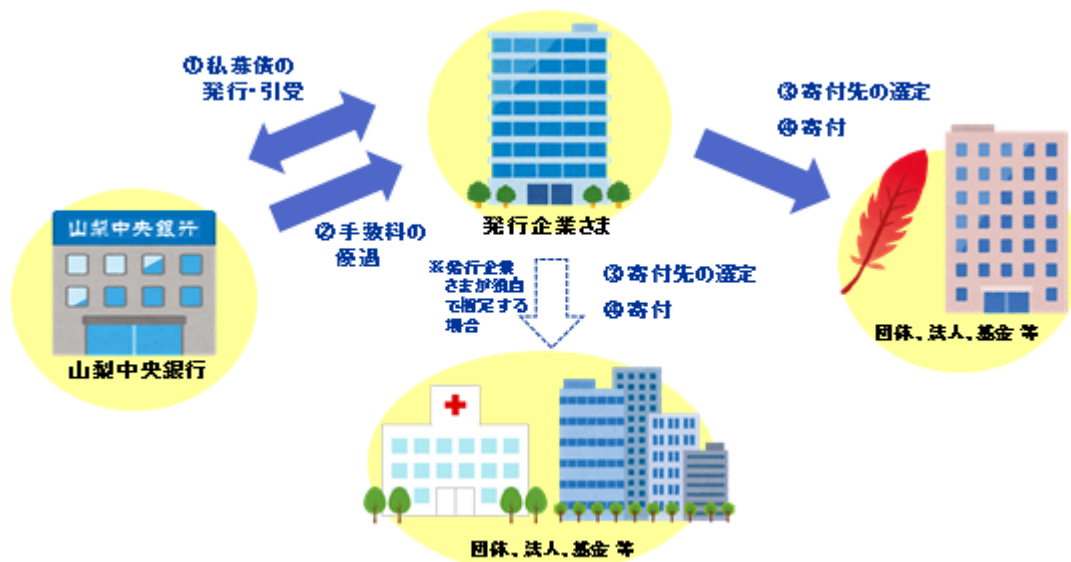 ①私募債の
発行・引受
③寄付先の選定
④寄付
山梨中央銀行
②手数料の
優遇
発行企業さま
※発行企業
さまが独自
で指定する
場合
③寄付先の選定
④寄付
団体、法人、基金 等
山梨中央銀行
団体、法人、基金 等